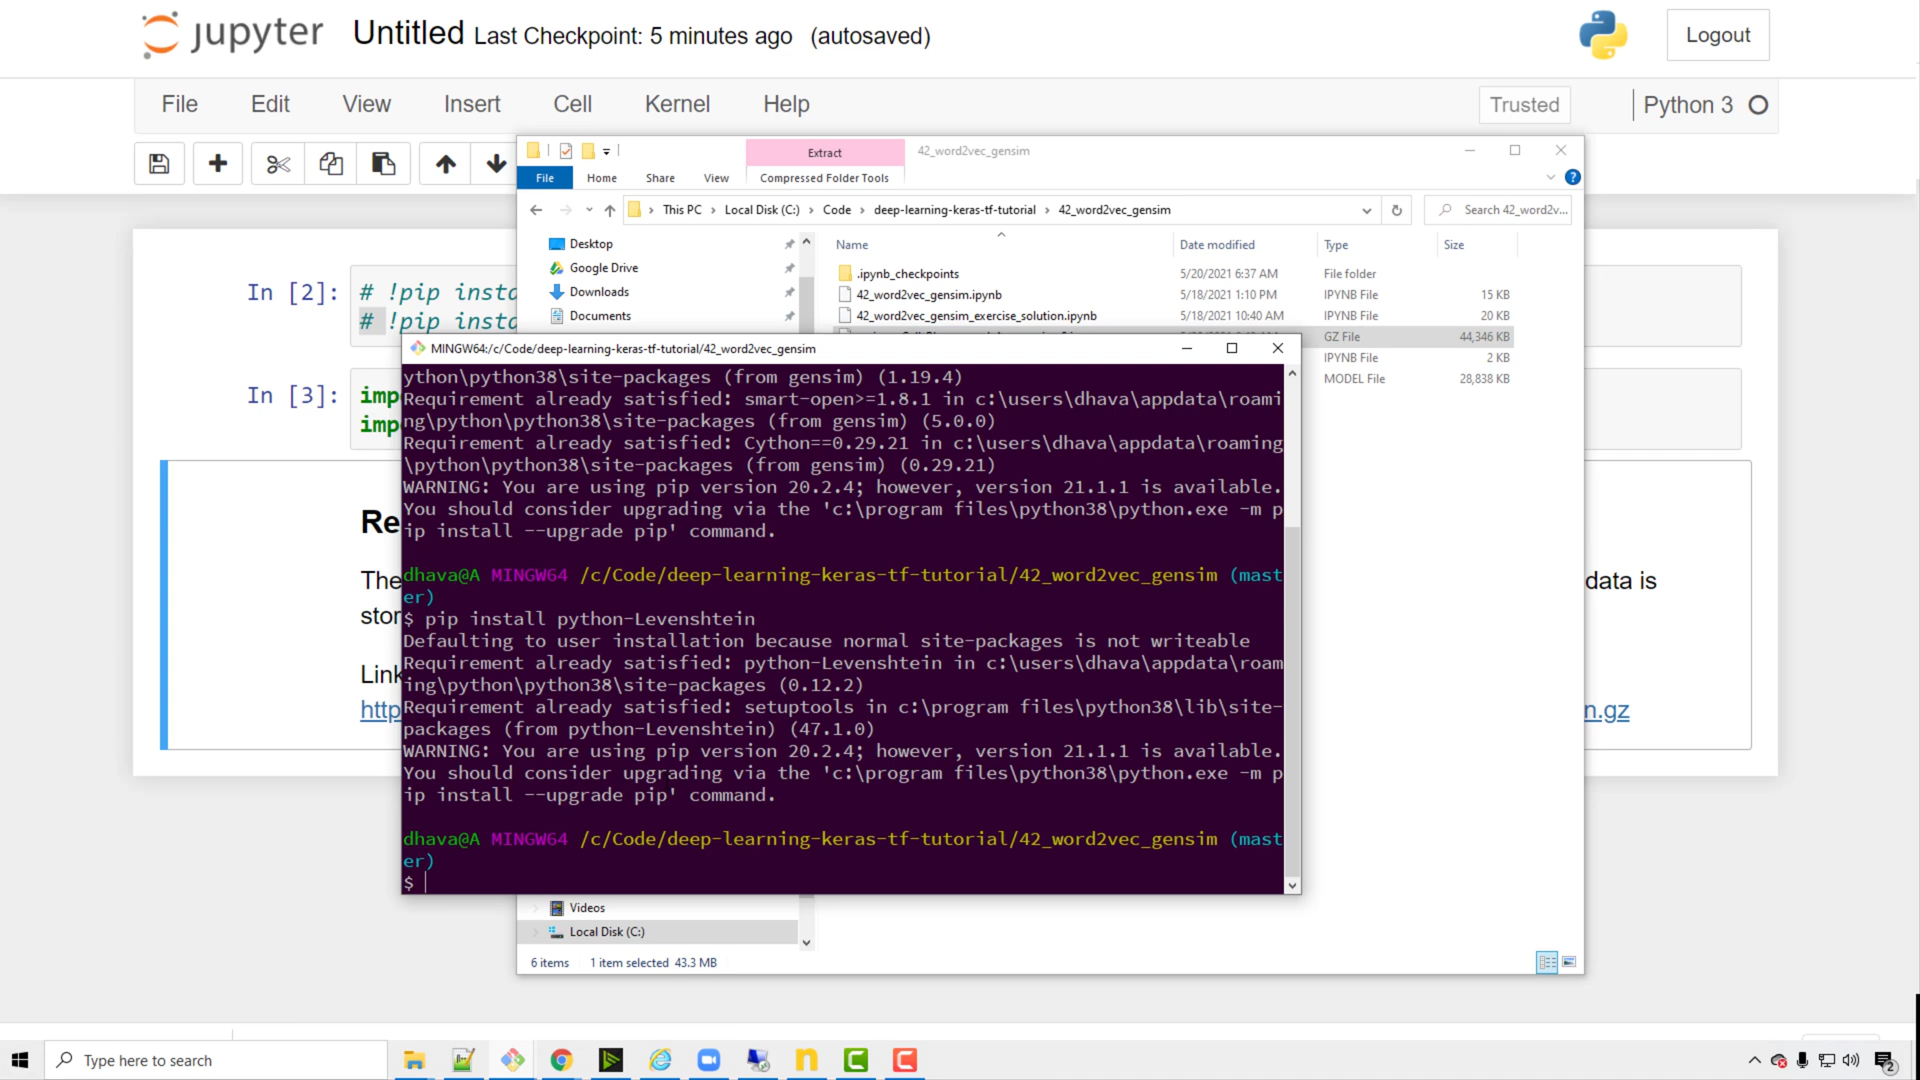 jupyter Untitled Last Checkpoint: 5 minutes ago (autosaved)
Logout
File Edit View Insert Cell Kernel Help
Trusted Python 3
Extract 42_word2vec_gensim
File Home Share View Compressed Folder Tools
This PC Local Disk (C:) Code deep-learning-keras-tf-tutorial 42_word2vec_gensim
Search 42_word2v...
Desktop
Google Drive
Downloads
Documents
Name Date modified Type Size
.ipynb_checkpoints 5/20/2021 6:37 AM File folder
42_word2vec_gensim.ipynb 5/18/2021 1:10 PM IPYNB File 15 KB
42_word2vec_gensim_exercise_solution.ipynb 5/18/2021 10:40 AM IPYNB File 20 KB
GZ File 44,346 KB
IPYNB File 2 KB
MODEL File 28,838 KB
In [2]: # !pip insta
# !pip insta
In [3]: imp
imp
Re
The
data is
stor
Link
http
n.gz
MINGW64:/c/Code/deep-learning-keras-tf-tutorial/42_word2vec_gensim
ython\python38\site-packages (from gensim) (1.19.4)
Requirement already satisfied: smart-open>=1.8.1 in c:\users\dhava\appdata\roami
ng\python\python38\site-packages (from gensim) (5.0.0)
Requirement already satisfied: Cython==0.29.21 in c:\users\dhava\appdata\roaming
\python\python38\site-packages (from gensim) (0.29.21)
WARNING: You are using pip version 20.2.4; however, version 21.1.1 is available.
You should consider upgrading via the 'c:\program files\python38\python.exe -m p
ip install --upgrade pip' command.
dhava@A MINGW64 /c/Code/deep-learning-keras-tf-tutorial/42_word2vec_gensim (mast
er)
$ pip install python-Levenshtein
Defaulting to user installation because normal site-packages is not writeable
Requirement already satisfied: python-Levenshtein in c:\users\dhava\appdata\roam
ing\python\python38\site-packages (0.12.2)
Requirement already satisfied: setuptools in c:\program files\python38\lib\site-
packages (from python-Levenshtein) (47.1.0)
WARNING: You are using pip version 20.2.4; however, version 21.1.1 is available.
You should consider upgrading via the 'c:\program files\python38\python.exe -m p
ip install --upgrade pip' command.
dhava@A MINGW64 /c/Code/deep-learning-keras-tf-tutorial/42_word2vec_gensim (mast
er)
$
Videos
Local Disk (C:)
6 items 1 item selected 43.3 MB
Type here to search
2